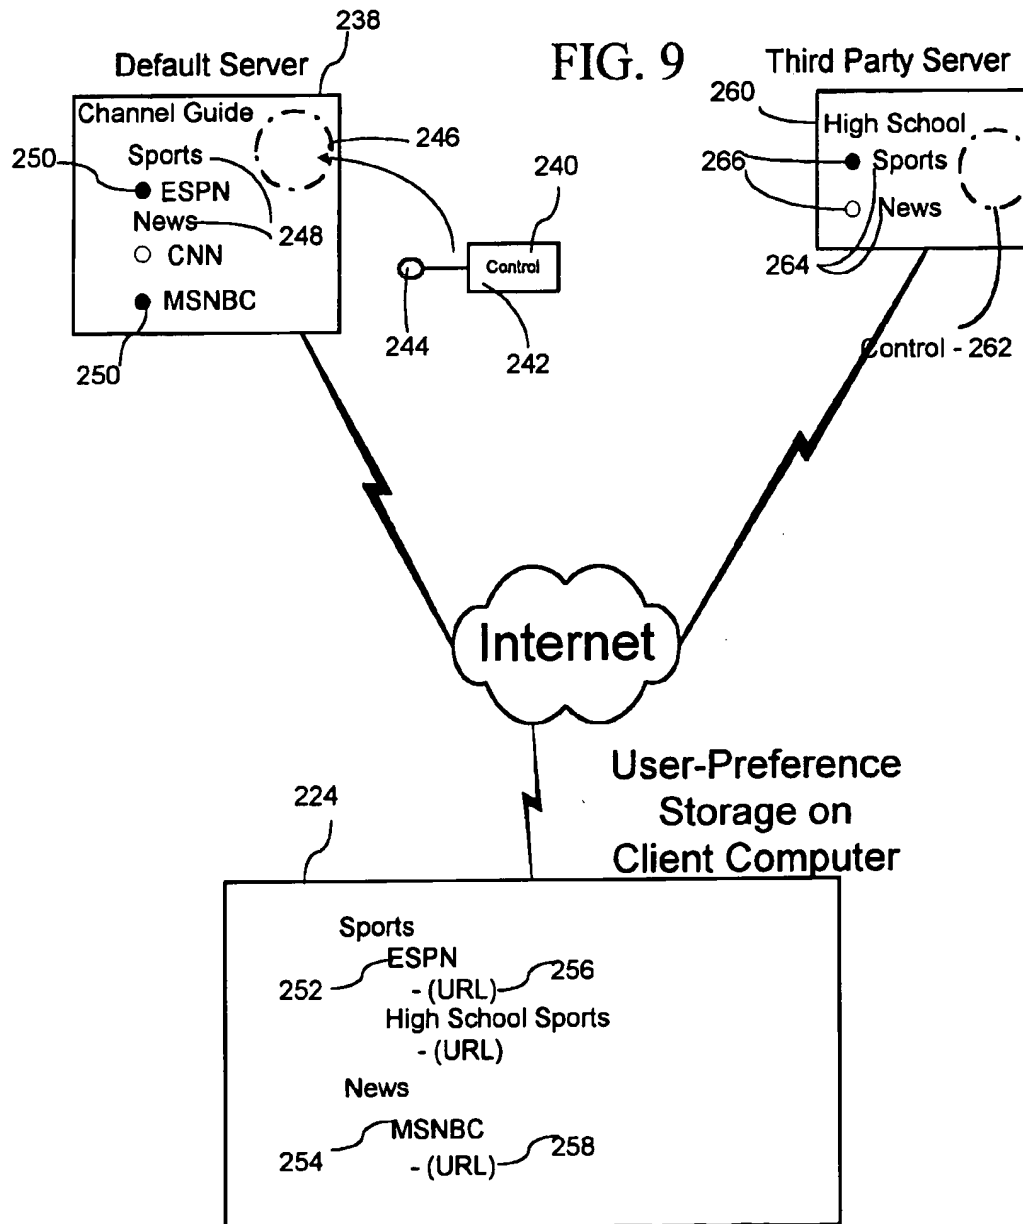 238
FIG. 9
Default Server
Third Party Server
Channel Guide
246
260
High School
250
Sports
240
266
Sports
ESPN
News
248
Control
News
CNN
264
MSNBC
244
242
Control - 262
250
Internet
User-Preference
Storage on
Client Computer
224
Sports
ESPN
252
256
- (URL)
High School Sports
- (URL)
News
MSNBC
254
258
- (URL)